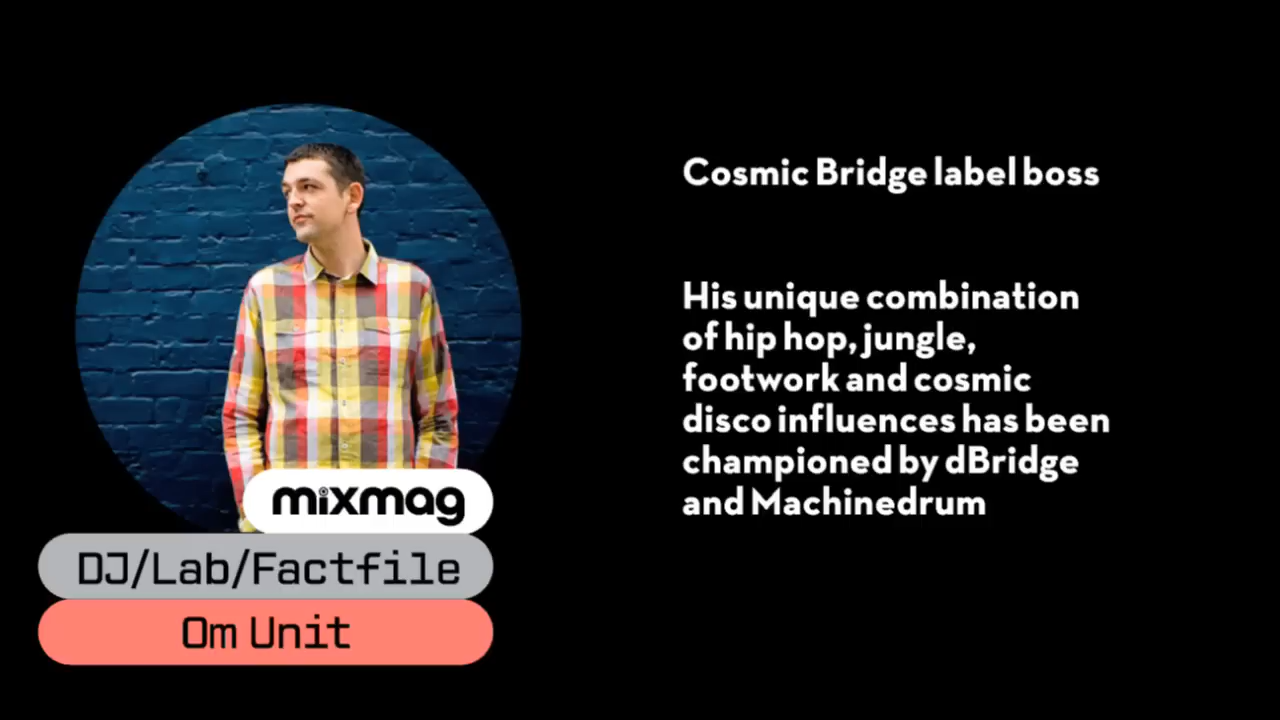 Cosmic Bridge label boss
His unique combination
of hip hop, jungle,
footwork and cosmic
disco influences has been
championed by dBridge
and Machinedrum
mixmag
DJ/Lab/Factfile
Om Unit